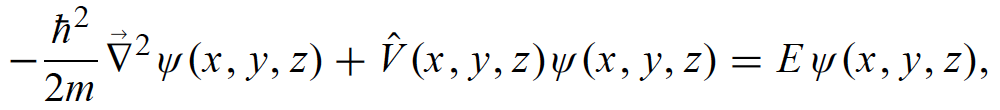 $$-\frac{\hbar^2}{2m}\vec{\nabla}^2\psi(x, y, z) + \hat{V}(x, y, z)\psi(x, y, z) = E\psi(x, y, z),$$